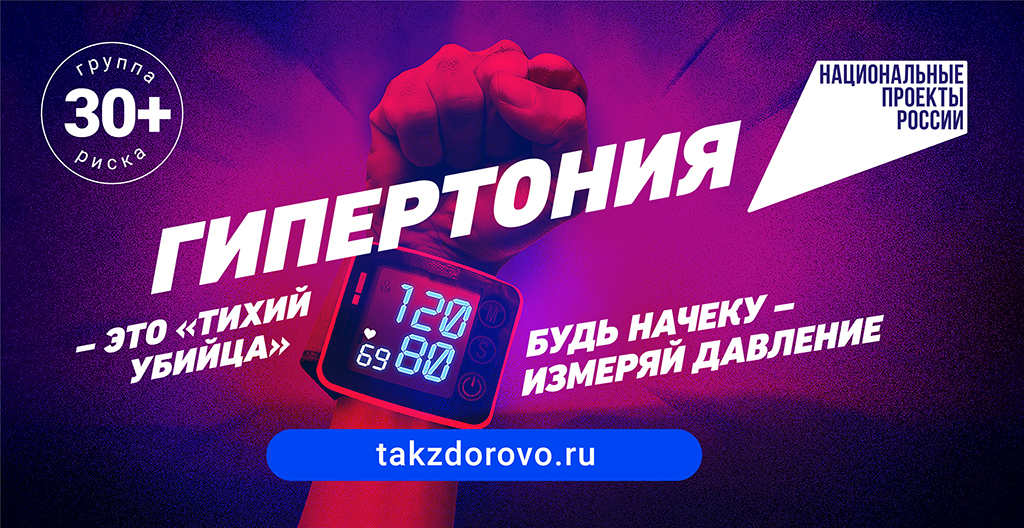 группа
30+
риска
НАЦИОНАЛЬНЫЕ
ПРОЕКТЫ
РОССИИ
ГИПЕРТОНИЯ
– ЭТО «ТИХИЙ
УБИЙЦА»
120
80
69
M
S
БУДЬ НАЧЕКУ –
ИЗМЕРЯЙ ДАВЛЕНИЕ
takzdorovo.ru